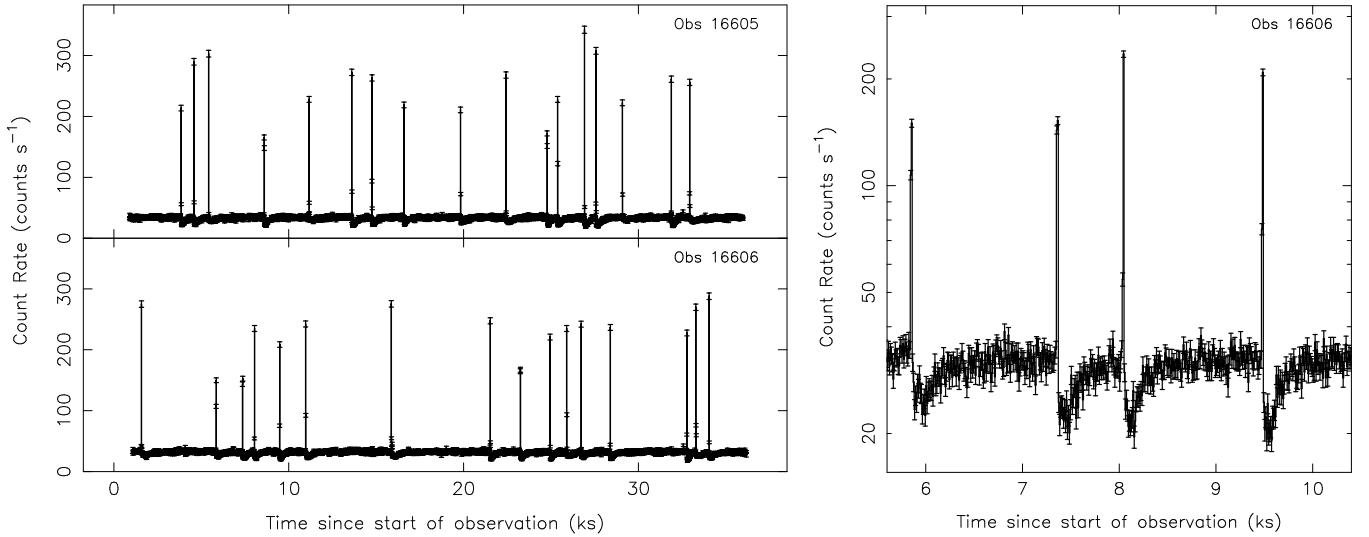 Obs 16605
300
200
100
0
Obs 16606
300
200
100
0
Count Rate (counts s⁻¹)
0 10 20 30
Time since start of observation (ks)
Obs 16606
200
100
50
20
Count Rate (counts s⁻¹)
6 7 8 9 10
Time since start of observation (ks)